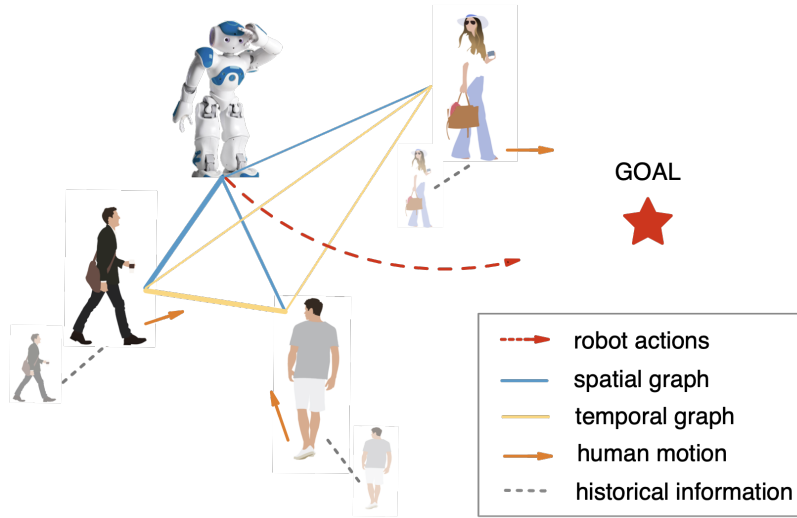 GOAL
robot actions
spatial graph
temporal graph
human motion
historical information